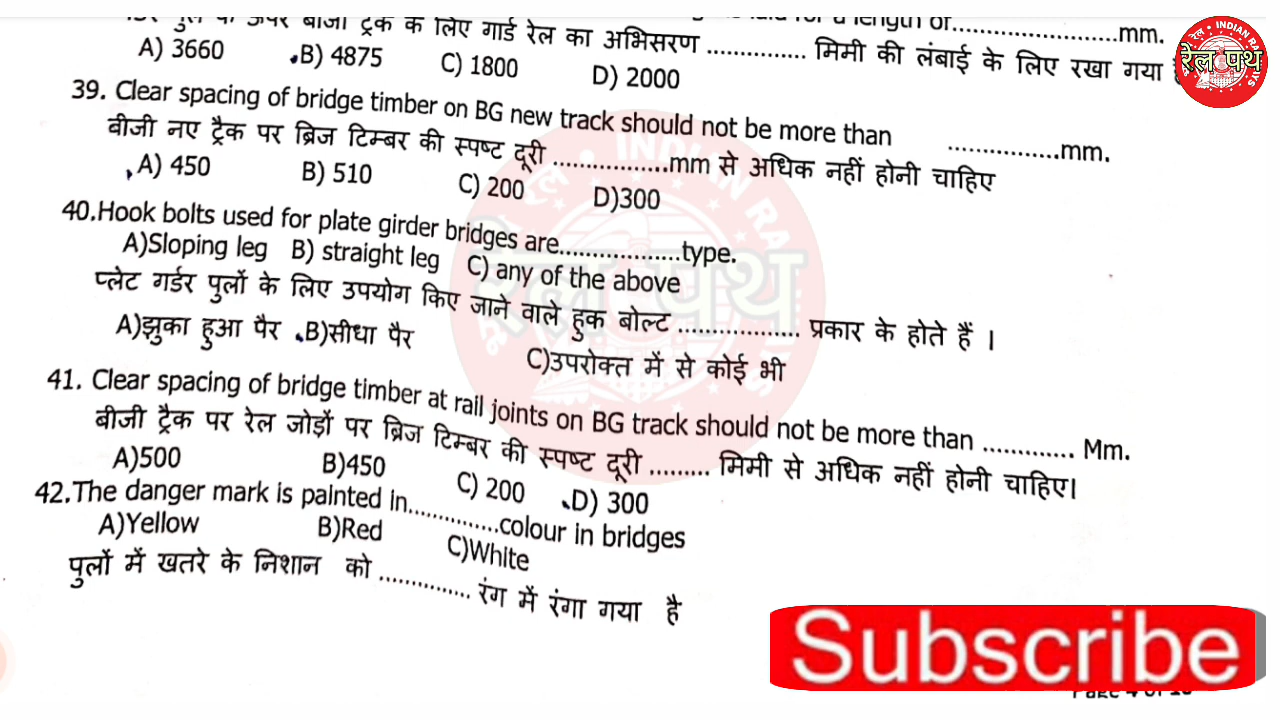 length of............................mm.
ट्रैक के लिए गार्ड रेल का अभिसरण .............. मिमी की लंबाई के लिए रखा गया
A) 3660 B) 4875 C) 1800 D) 2000
39. Clear spacing of bridge timber on BG new track should not be more than ................mm.
बीजी नए ट्रैक पर ब्रिज टिम्बर की स्पष्ट दूरी .................mm से अधिक नहीं होनी चाहिए
A) 450 B) 510 C) 200 D)300
40.Hook bolts used for plate girder bridges are..................type.
A)Sloping leg B) straight leg C) any of the above
प्लेट गर्डर पुलों के लिए उपयोग किए जाने वाले हुक बोल्ट .................. प्रकार के होते हैं ।
A)झुका हुआ पैर B)सीधा पैर C)उपरोक्त में से कोई भी
41. Clear spacing of bridge timber at rail joints on BG track should not be more than ............. Mm.
बीजी ट्रैक पर रेल जोड़ों पर ब्रिज टिम्बर की स्पष्ट दूरी ......... मिमी से अधिक नहीं होनी चाहिए।
A)500 B)450 C) 200 D) 300
42.The danger mark is painted in...............colour in bridges
A)Yellow B)Red C)White
पुलों में खतरे के निशान को .............. रंग में रंगा गया है
INDIAN RA
रेल पथ
Subscribe